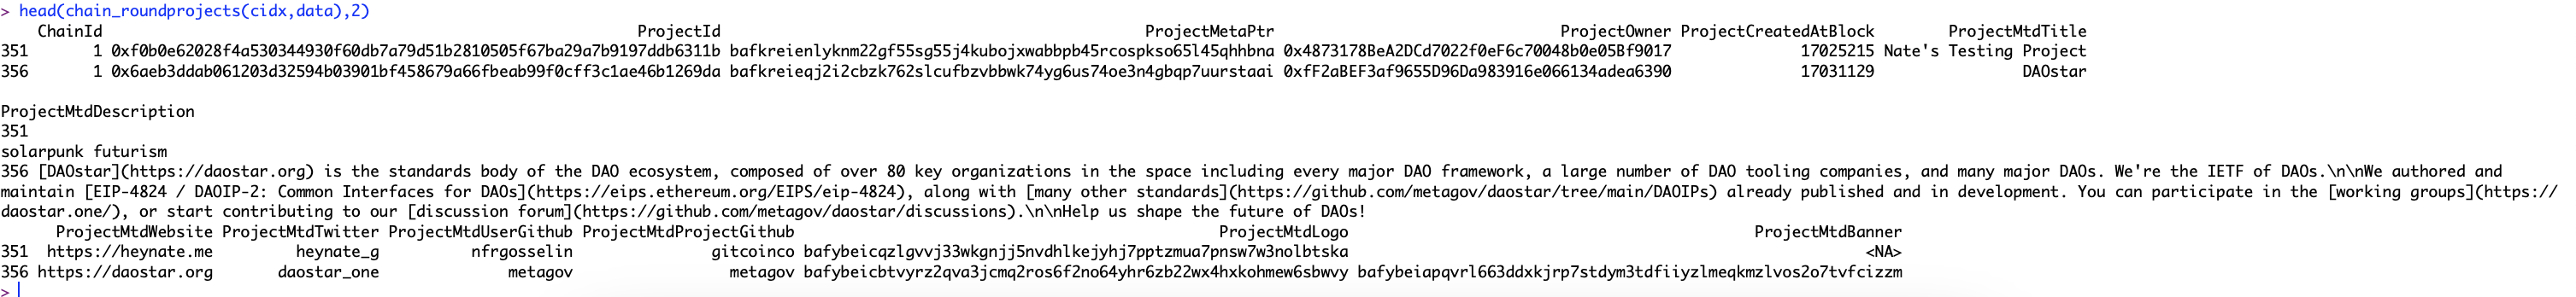 > head(chain_roundprojects(cidx,data),2)
ChainId ProjectId ProjectMetaPtr ProjectOwner ProjectCreatedAtBlock ProjectMtdTitle
351 1 0xf0b0e62028f4a530344930f60db7a79d51b2810505f67ba29a7b9197ddb6311b bafkreienlyknm22gf55sg55j4kubojxwabbpb45rcospkso65l45qhhbna 0x4873178BeA2DCd7022f0eF6c70048b0e05Bf9017 17025215 Nate's Testing Project
356 1 0x6aeb3ddab061203d32594b03901bf458679a66fbeab99f0cff3c1ae46b1269da bafkreieqj2i2cbzk762slcufbzvbbwk74yg6us74oe3n4gbqp7uurstaai 0xfF2aBEF3af9655D96Da983916e066134adea6390 17031129 DAOstar
ProjectMtdDescription
351
solarpunk futurism
356 [DAOstar](https://daostar.org) is the standards body of the DAO ecosystem, composed of over 80 key organizations in the space including every major DAO framework, a large number of DAO tooling companies, and many major DAOs. We're the IETF of DAOs.\n\nWe authored and
maintain [EIP-4824 / DAOIP-2: Common Interfaces for DAOs](https://eips.ethereum.org/EIPS/eip-4824), along with [many other standards](https://github.com/metagov/daostar/tree/main/DAOIPs) already published and in development. You can participate in the [working groups](https://
daostar.one/), or start contributing to our [discussion forum](https://github.com/metagov/daostar/discussions).\n\nHelp us shape the future of DAOs!
ProjectMtdWebsite ProjectMtdTwitter ProjectMtdUserGithub ProjectMtdProjectGithub ProjectMtdLogo ProjectMtdBanner
351 https://heynate.me heynate_g nfrgosselin gitcoinco bafybeicqzlgvvj33wkgnjj5nvdhlkejyhj7pptzmua7pnsw7w3nolbtska <NA>
356 https://daostar.org daostar_one metagov metagov bafybeicbtvyrz2qva3jcmq2ros6f2no64yhr6zb22wx4hxkohmew6sbwvy bafybeiapqvrl663ddxkjrp7stdym3tdfiiyzlmeqkmzlvos2o7tvfcizzm
>